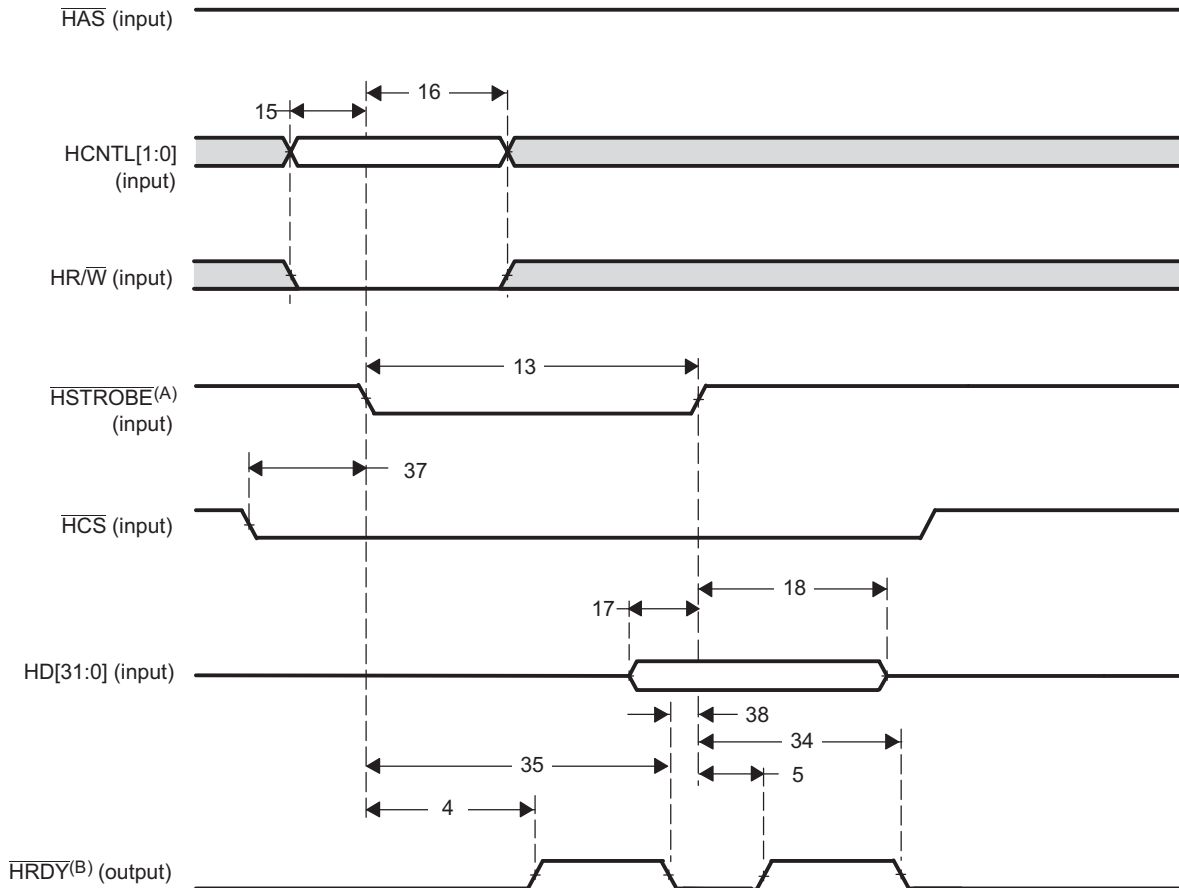 HAS (input)
16
15
HCNTL[1:0]
(input)
HR/W (input)
13
HSTROBE(A)
(input)
37
HCS (input)
18
17
HD[31:0] (input)
38
34
35
5
4
HRDY(B) (output)